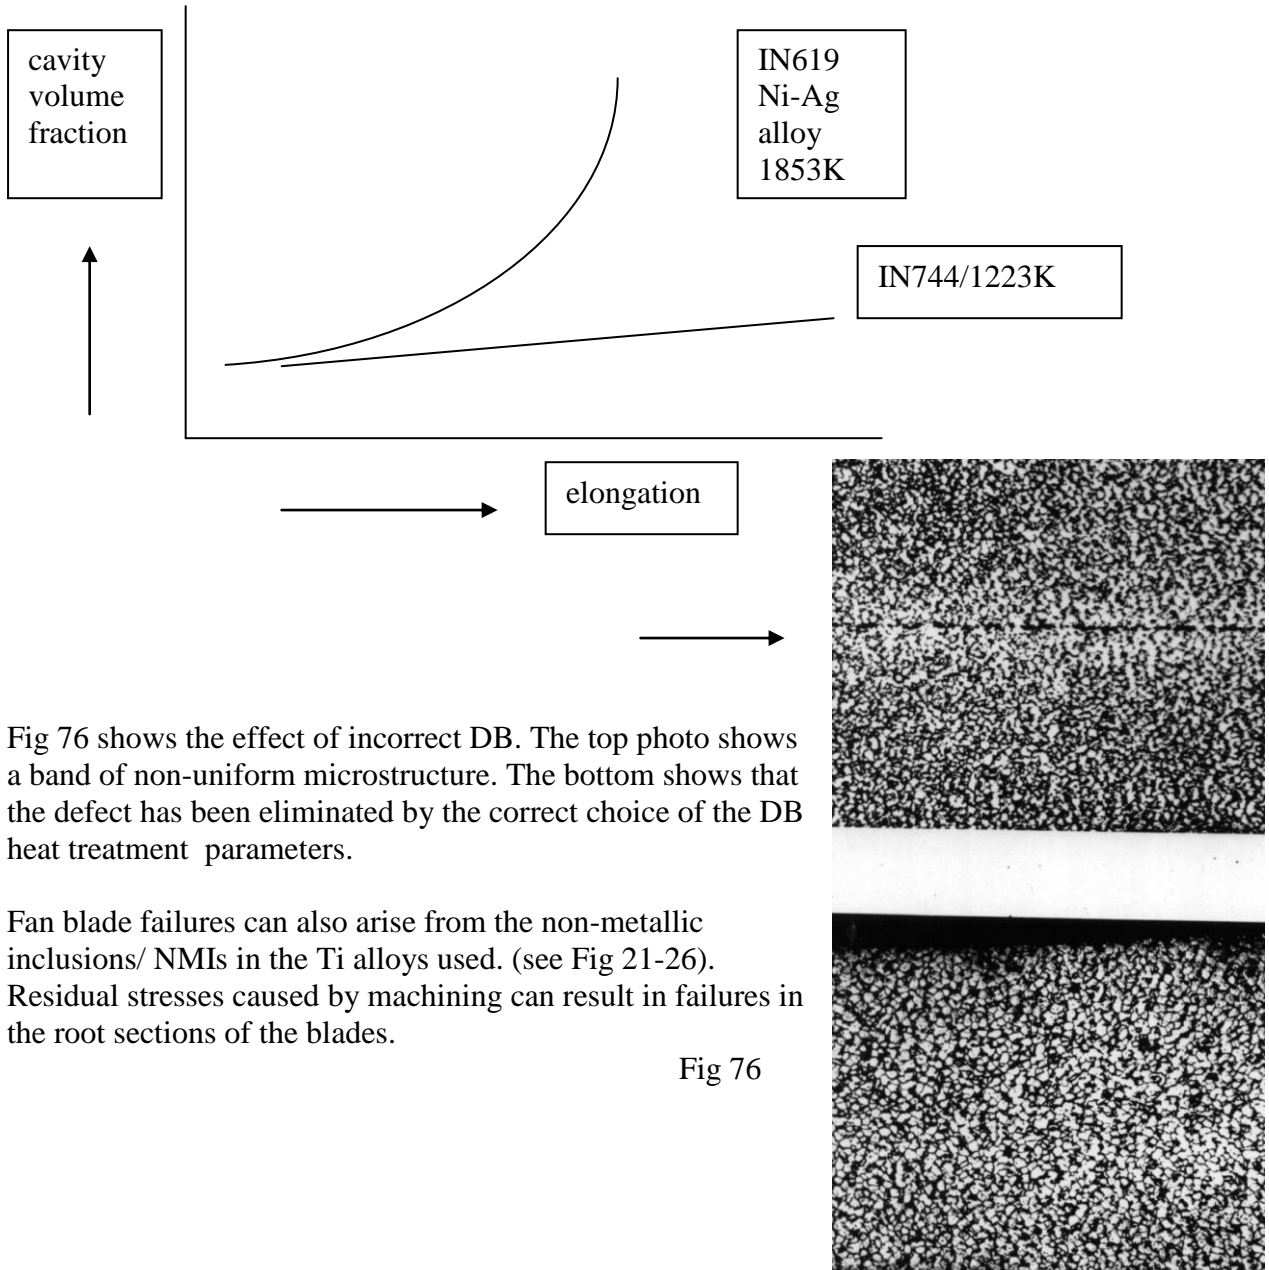 cavity
volume
fraction
IN619
Ni-Ag
alloy
1853K
IN744/1223K
elongation
Fig 76 shows the effect of incorrect DB. The top photo shows
a band of non-uniform microstructure. The bottom shows that
the defect has been eliminated by the correct choice of the DB
heat treatment  parameters.
Fan blade failures can also arise from the non-metallic
inclusions/ NMIs in the Ti alloys used. (see Fig 21-26).
Residual stresses caused by machining can result in failures in
the root sections of the blades.
Fig 76